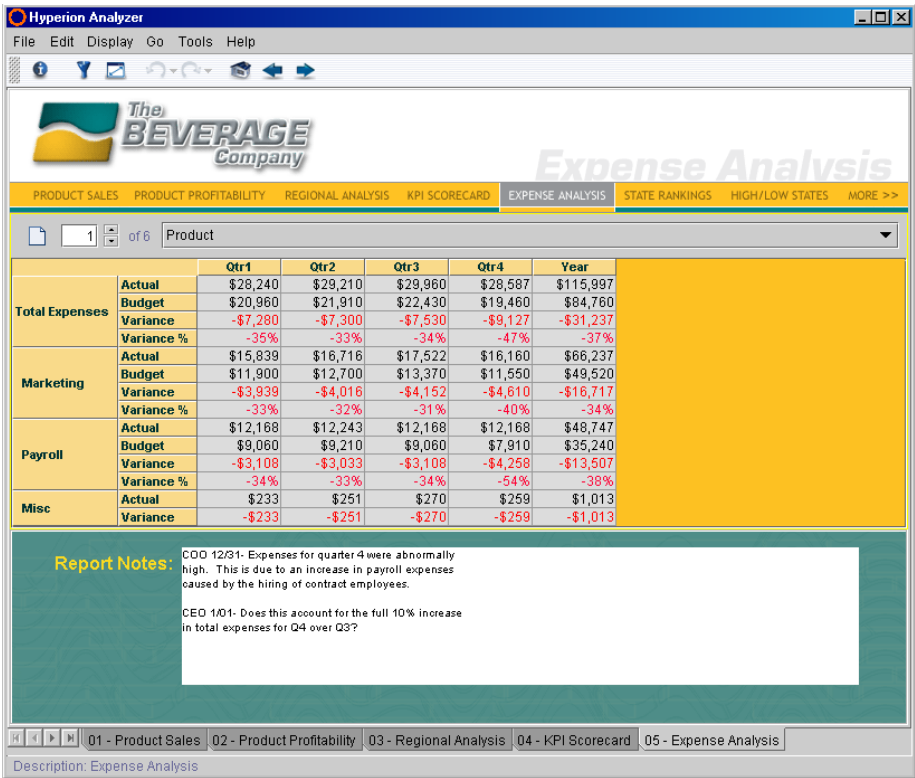 Hyperion Analyzer
File Edit Display Go Tools Help
The
BEVERAGE
Company
Expense Analysis
PRODUCT SALES PRODUCT PROFITABILITY REGIONAL ANALYSIS KPI SCORECARD EXPENSE ANALYSIS STATE RANKINGS HIGH/LOW STATES MORE >>
1 of 6 Product
Qtr1 Qtr2 Qtr3 Qtr4 Year
Total Expenses
Actual $28,240 $29,210 $29,960 $28,587 $115,997
Budget $20,960 $21,910 $22,430 $19,460 $84,760
Variance -$7,280 -$7,300 -$7,530 -$9,127 -$31,237
Variance % -35% -33% -34% -47% -37%
Marketing
Actual $15,839 $16,716 $17,522 $16,160 $66,237
Budget $11,900 $12,700 $13,370 $11,550 $49,520
Variance -$3,939 -$4,016 -$4,152 -$4,610 -$16,717
Variance % -33% -32% -31% -40% -34%
Payroll
Actual $12,168 $12,243 $12,168 $12,168 $48,747
Budget $9,060 $9,210 $9,060 $7,910 $35,240
Variance -$3,108 -$3,033 -$3,108 -$4,258 -$13,507
Variance % -34% -33% -34% -54% -38%
Misc
Actual $233 $251 $270 $259 $1,013
Variance -$233 -$251 -$270 -$259 -$1,013
Report Notes:
COO 12/31- Expenses for quarter 4 were abnormally
high. This is due to an increase in payroll expenses
caused by the hiring of contract employees.
CEO 1/01- Does this account for the full 10% increase
in total expenses for Q4 over Q3?
01 - Product Sales 02 - Product Profitability 03 - Regional Analysis 04 - KPI Scorecard 05 - Expense Analysis
Description: Expense Analysis